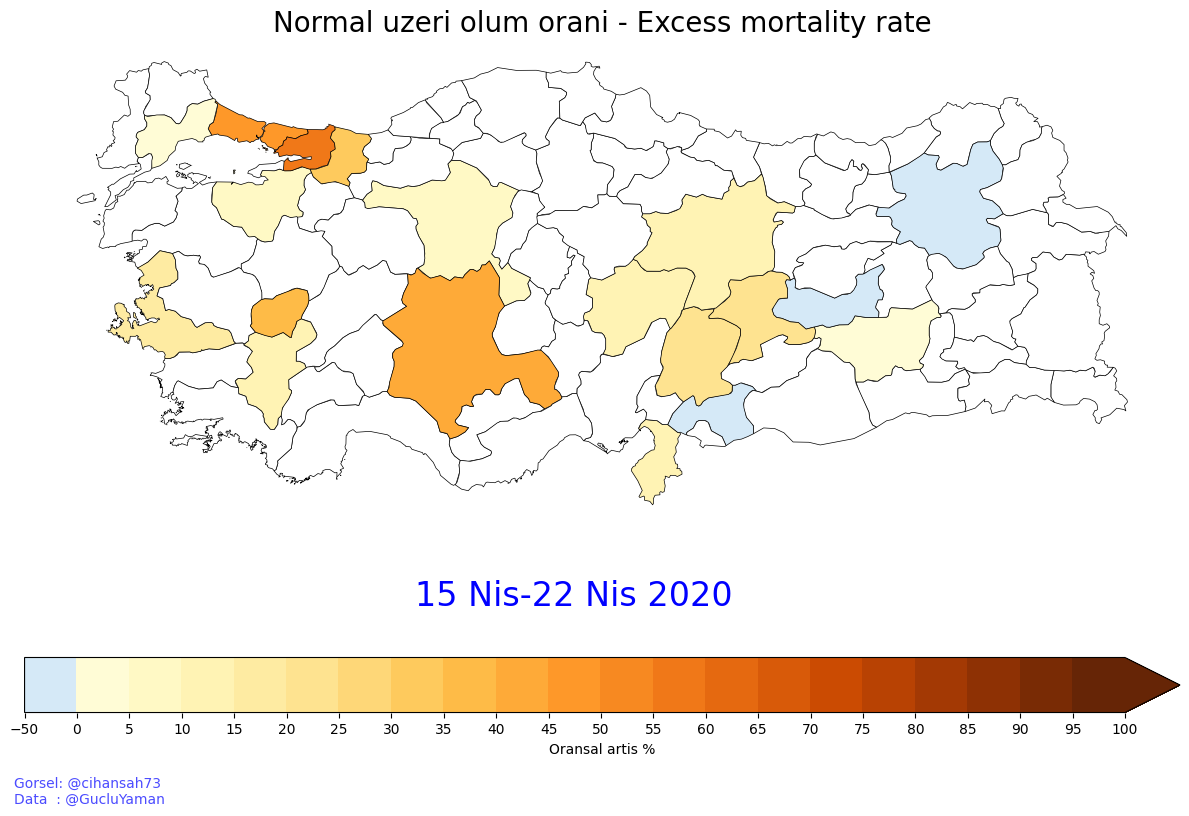 Normal uzeri olum orani - Excess mortality rate
15 Nis-22 Nis 2020
−50 0 5 10 15 20 25 30 35 40 45 50 55 60 65 70 75 80 85 90 95 100
Oransal artis %
Gorsel: @cihansah73
Data  : @GucluYaman